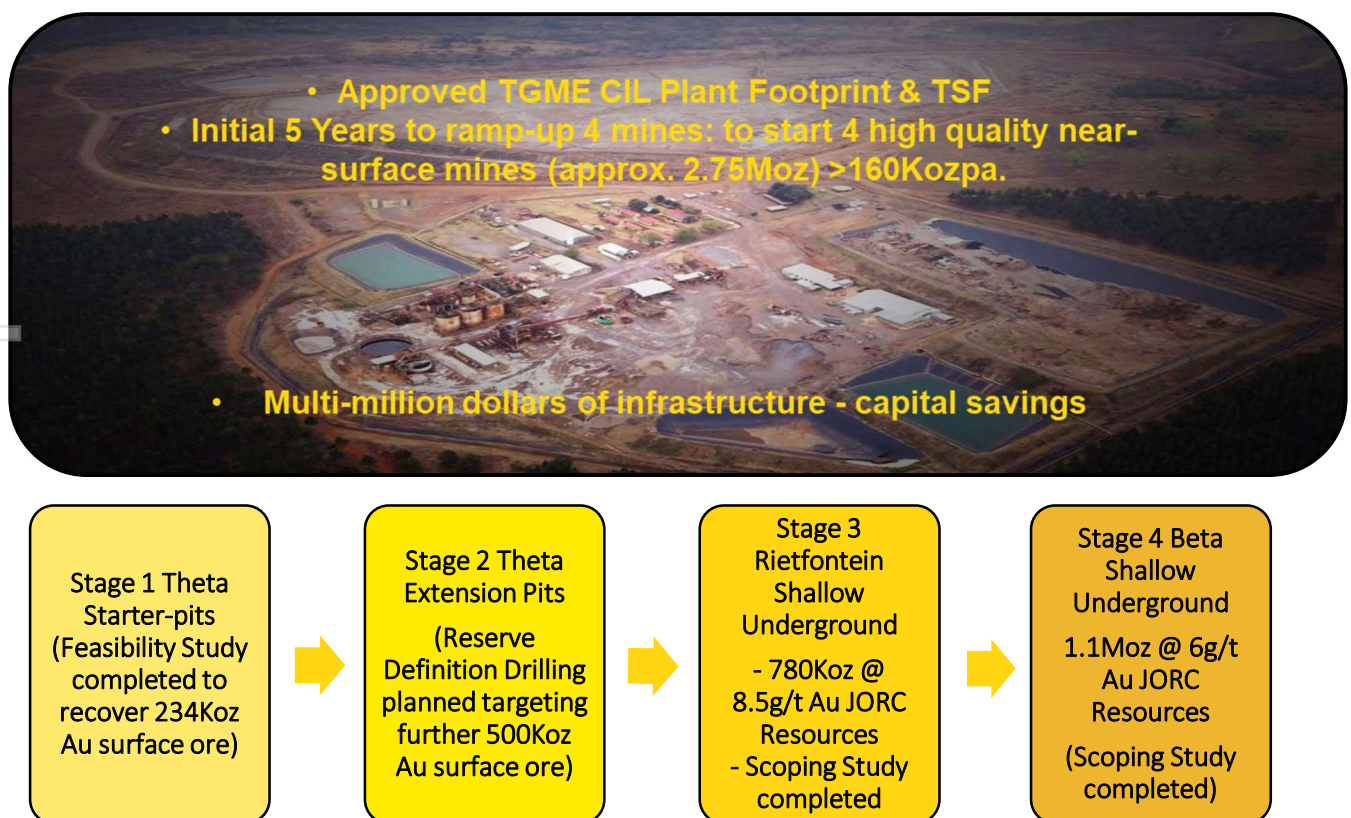 • Approved TGME CIL Plant Footprint & TSF
• Initial 5 Years to ramp-up 4 mines: to start 4 high quality near-
surface mines (approx. 2.75Moz) >160Kozpa.
• Multi-million dollars of infrastructure - capital savings
Stage 1 Theta
Starter-pits
(Feasibility Study
completed to
recover 234Koz
Au surface ore)
Stage 2 Theta
Extension Pits
(Reserve
Definition Drilling
planned targeting
further 500Koz
Au surface ore)
Stage 3
Rietfontein
Shallow
Underground
- 780Koz @
8.5g/t Au JORC
Resources
- Scoping Study
completed
Stage 4 Beta
Shallow
Underground
1.1Moz @ 6g/t
Au JORC
Resources
(Scoping Study
completed)